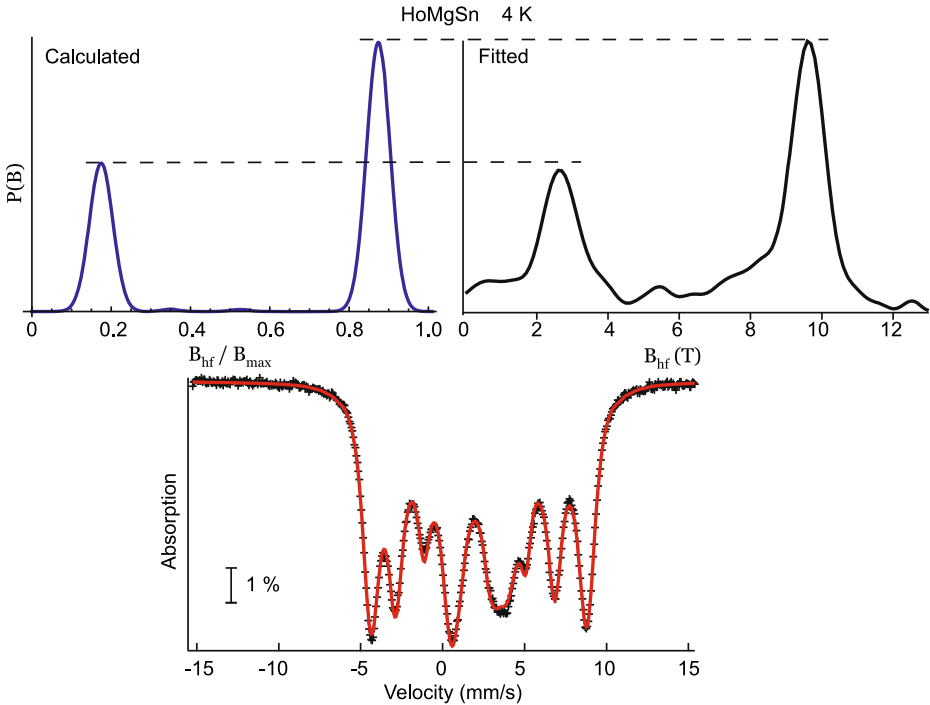 HoMgSn 4 K
Calculated
Fitted
P(B)
0 0.2 0.4 0.6 0.8 1.0
0 2 4 6 8 10 12
B_hf / B_max
B_hf (T)
Absorption
1 %
-15 -10 -5 0 5 10 15
Velocity (mm/s)